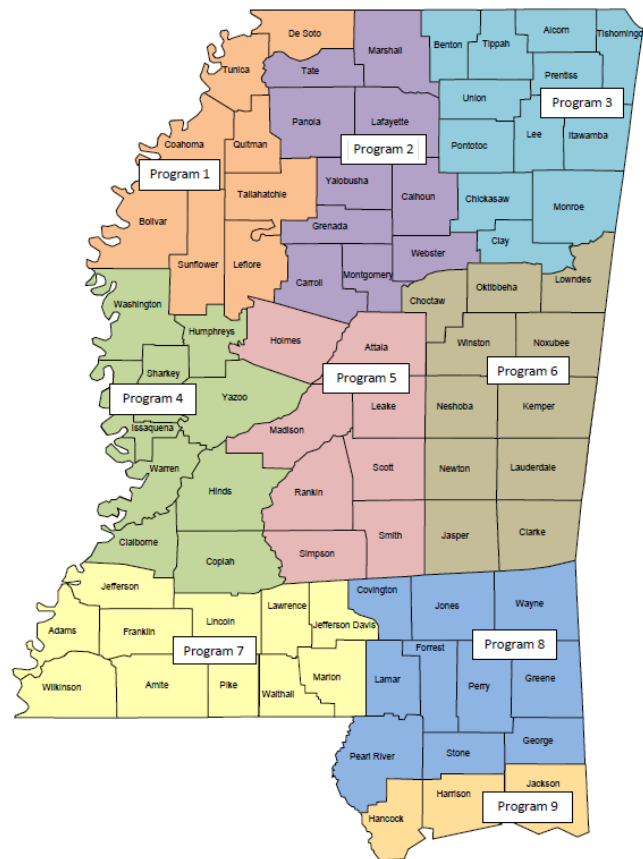 De Soto
Marshall
Benton
Tippah
Alcorn
Tishomingo
Tunica
Tate
Prentiss
Union
Program 3
Panola
Lafayette
Coahoma
Quitman
Program 2
Pontotoc
Lee
Itawamba
Program 1
Yalobusha
Tallahatchie
Calhoun
Chickasaw
Monroe
Bolivar
Grenada
Clay
Sunflower
Leflore
Webster
Carroll
Montgomery
Lowndes
Washington
Choctaw
Oktibbeha
Humphreys
Holmes
Attala
Winston
Noxubee
Sharkey
Program 5
Program 6
Program 4
Yazoo
Leake
Neshoba
Kemper
Issaquena
Madison
Warren
Scott
Newton
Lauderdale
Hinds
Rankin
Claiborne
Smith
Jasper
Clarke
Copiah
Simpson
Jefferson
Covington
Jones
Wayne
Lawrence
Lincoln
Jefferson Davis
Adams
Franklin
Program 7
Forrest
Program 8
Marion
Lamar
Perry
Greene
Wilkinson
Amite
Pike
Walthall
George
Pearl River
Stone
Jackson
Harrison
Program 9
Hancock